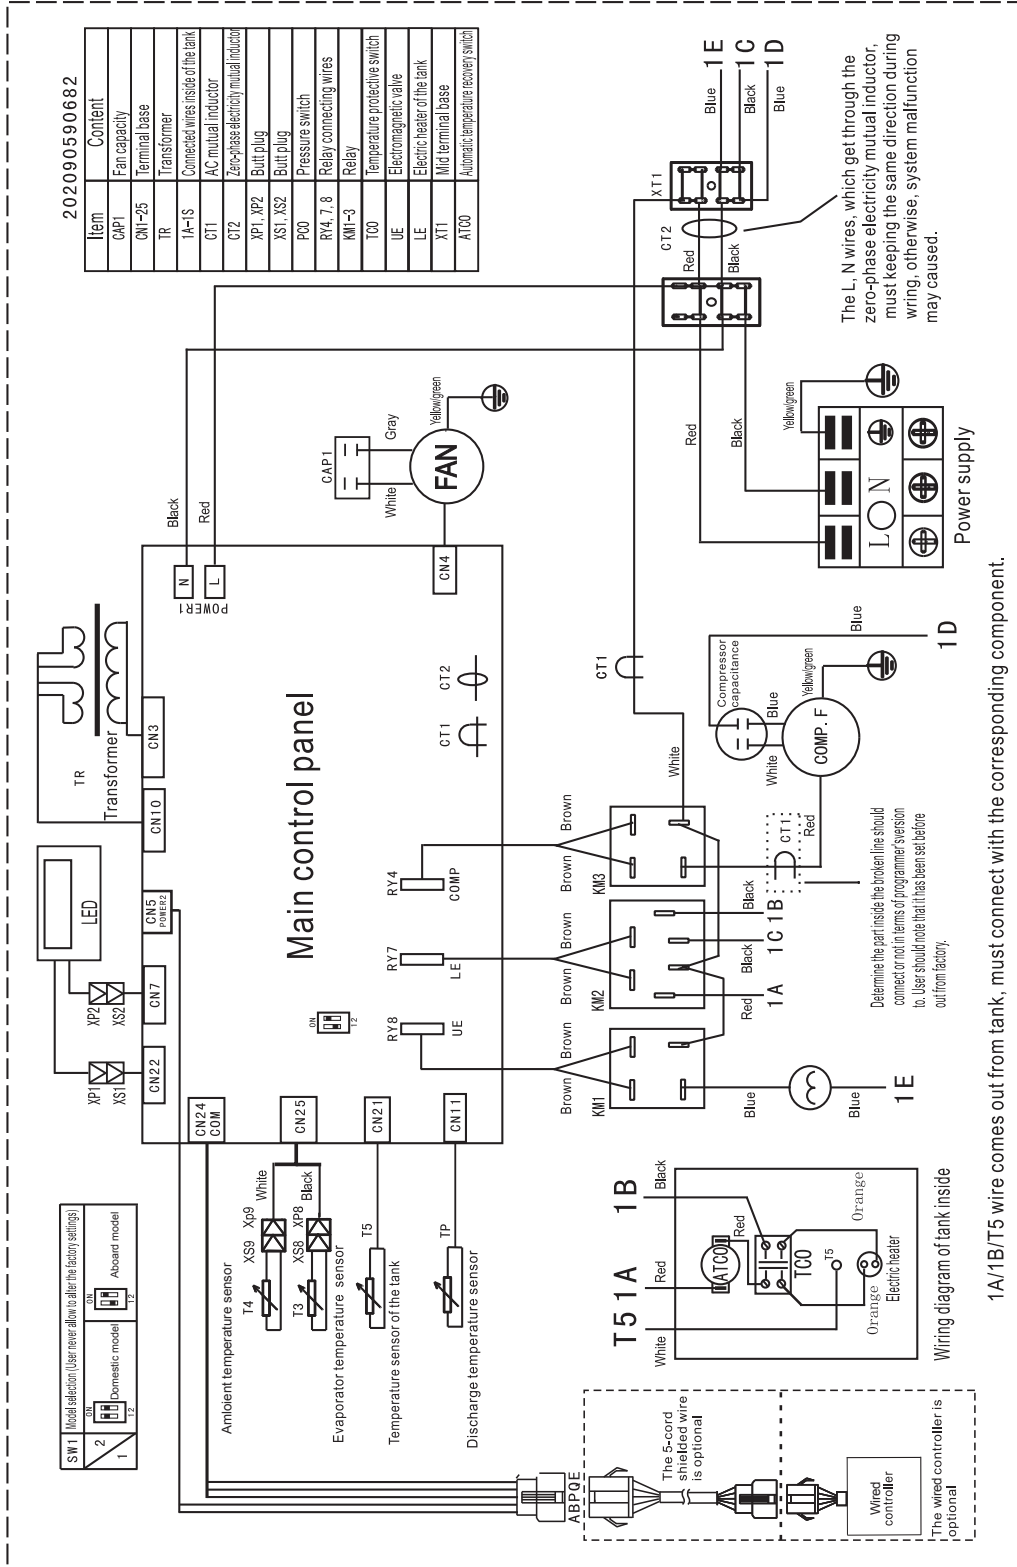 202090590682
Item Content
CAP1 Fan capacity
CN1-25 Terminal base
TR Transformer
1A-1S Connected wires inside of the tank
CT1 AC mutual inductor
CT2 Zero-phase electricity mutual inductor
XP1, XP2 Butt plug
XS1, XS2 Butt plug
PCO Pressure switch
RY4, 7, 8 Relay connecting wires
KM1-3 Relay
TCO Temperature protective switch
UE Electromagnetic valve
LE Electric heater of the tank
XT1 Mid terminal base
ATCO Automatic temperature recovery switch
TR
Transformer
LED
XP2
XS2
XP1
XS1
CN3
CN10
CN5
POWER2
CN7
CN22
CN24
COM
CN25
CN21
CN11
CN4
N
L
POWER1
Black
Red
Main control panel
CT1
CT2
RY4
COMP
RY7
LE
RY8
UE
ON
1 2
CAP1
White
Gray
FAN
Yellow/green
SW1 Model selection (User never allow to alter the factory settings)
2
1
ON
1 2
Domestic model
ON
1 2
Aboard model
Amloient temperature sensor
T4
XS9
Xp9
White
T3
XS8
XP8
Black
Evaporator temperature sensor
T5
Temperature sensor of the tank
TP
Discharge temperature sensor
Brown
Brown
KM3
Brown
Brown
KM2
Brown
Brown
KM1
White
CT1
Red
CT1
Black
1B
Black
1C
Red
1A
Blue
Blue
1E
Determine the part inside the broken line should
connect or not in terms of programmer'sversion
to. User should note that it has been set before
out from factory.
Compressor
capacitance
White
Blue
COMP. F
Yellow/green
Blue
1D
XT1
CT2
Red
Black
Blue
1E
Black
1C
Blue
1D
The L, N wires, which get through the
zero-phase electricity mutual inductor,
must keeping the same direction during
wring, otherwise, system malfunction
may caused.
Red
Black
Yellow/green
L
N
Power supply
T5
White
1A
Red
1B
Black
ATCO
Red
TCO
T5
Orange
Orange
Electric heater
Wiring diagram of tank inside
ABPQE
The 5-cord
shielded wire
is optional
Wired
controller
The wired controller is
optional
1A/1B/T5 wire comes out from tank, must connect with the corresponding component.